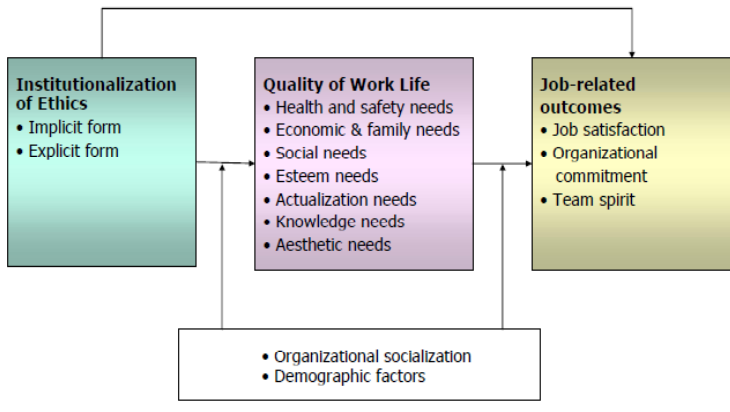 Institutionalization
of Ethics
• Implicit form
• Explicit form
Quality of Work Life
• Health and safety needs
• Economic & family needs
• Social needs
• Esteem needs
• Actualization needs
• Knowledge needs
• Aesthetic needs
Job-related
outcomes
• Job satisfaction
• Organizational
commitment
• Team spirit
• Organizational socialization
• Demographic factors